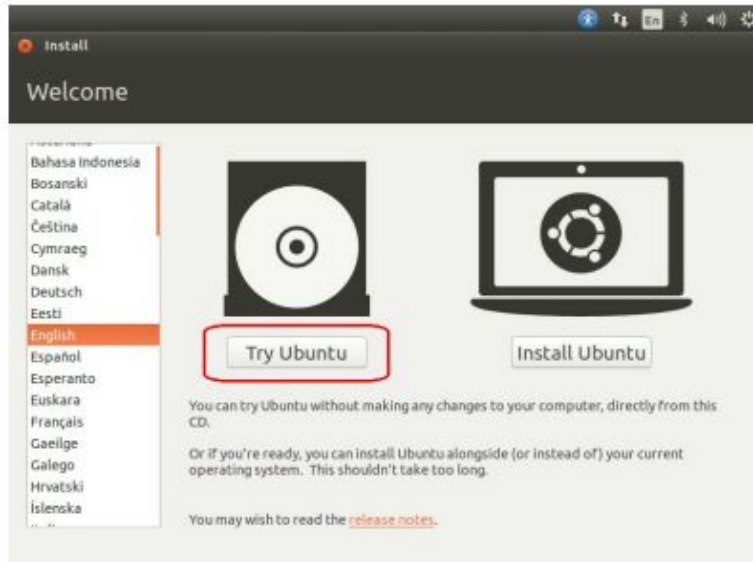 En
Install
Welcome
Bahasa Indonesia
Bosanski
Català
Čeština
Cymraeg
Dansk
Deutsch
Eesti
English
Español
Esperanto
Euskara
Français
Gaeilge
Galego
Hrvatski
Íslenska
Try Ubuntu
Install Ubuntu
You can try Ubuntu without making any changes to your computer, directly from this
CD.
Or if you're ready, you can install Ubuntu alongside (or instead of) your current
operating system. This shouldn't take too long.
You may wish to read the release notes.